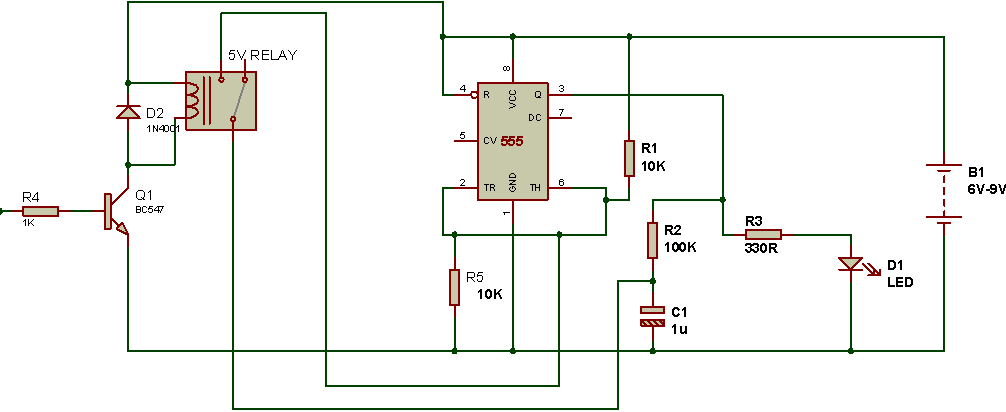 5V RELAY
D2
1N4001
R4
1K
Q1
BC547
4
R
8
VCC
Q
3
DC
7
5
CV
555
2
TR
GND
TH
6
1
R1
10K
R5
10K
R2
100K
R3
330R
C1
1u
D1
LED
B1
6V-9V